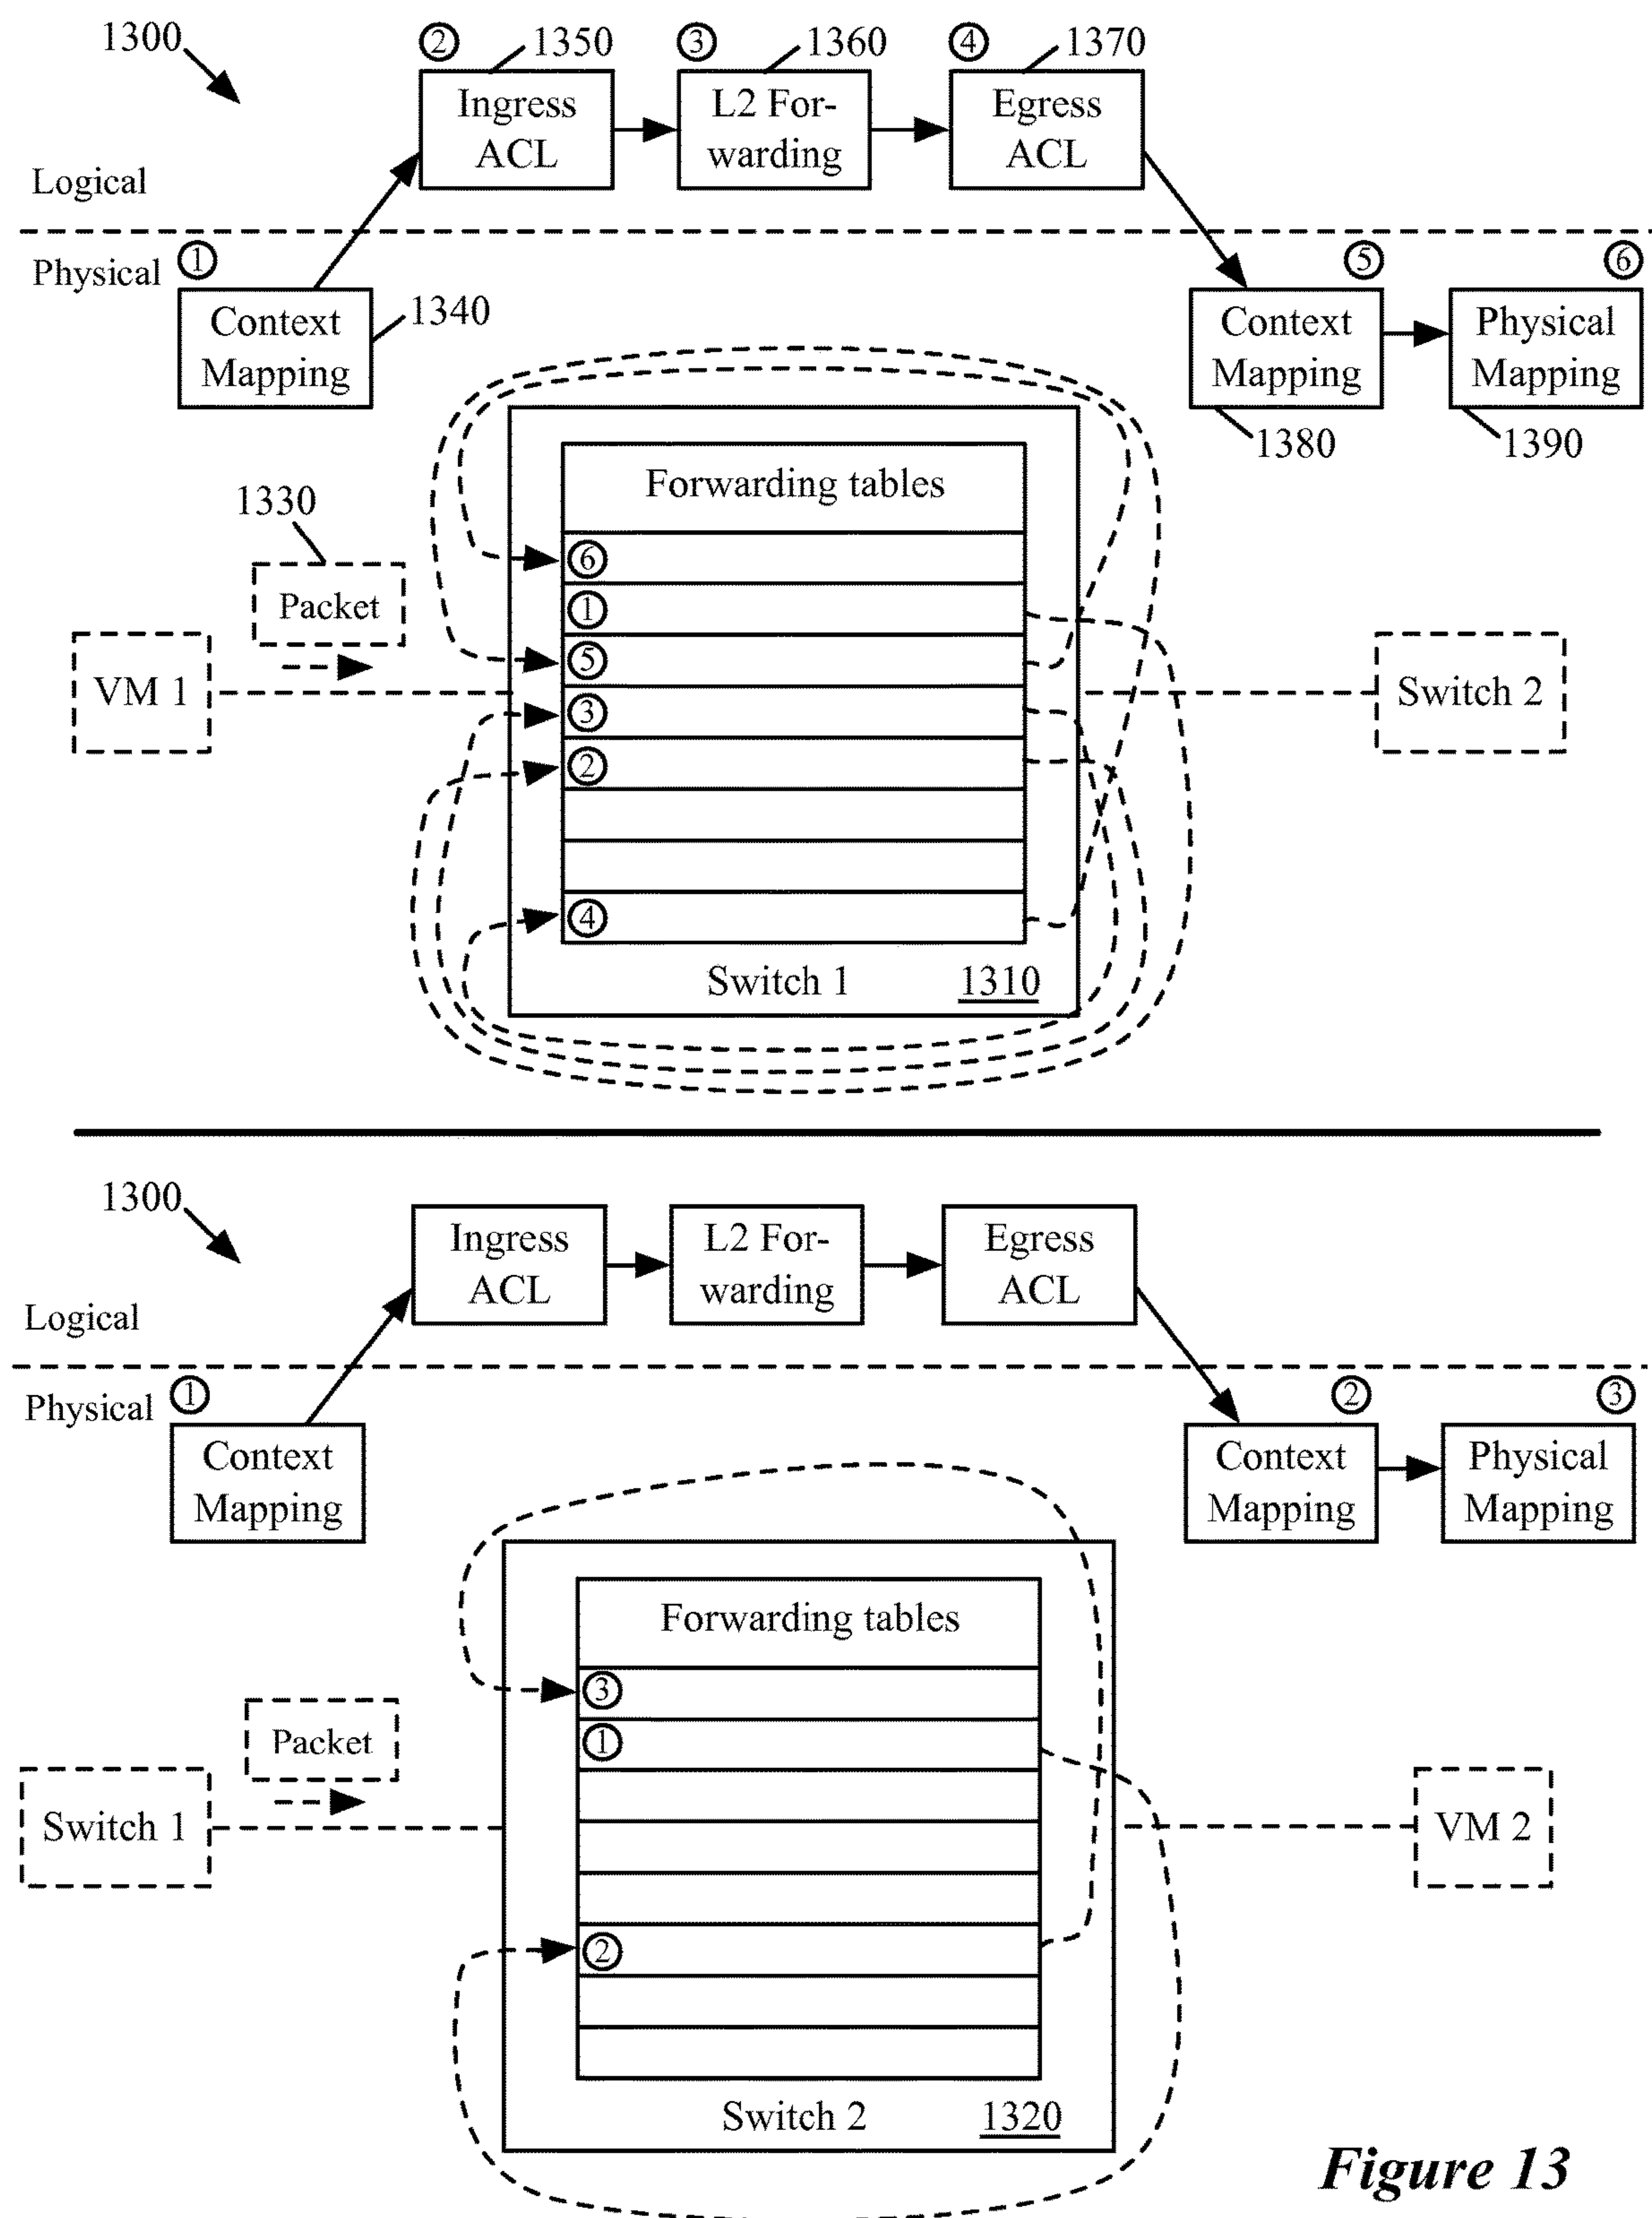 1300
② 1350 ③ 1360 ④ 1370
Ingress L2 For- Egress
ACL warding ACL
Logical
Physical ① ⑤ ⑥
Context 1340 Context Physical
Mapping Mapping Mapping
1380 1390
Forwarding tables
1330
⑥
Packet ①
⑤
VM 1 Switch 2
③
②
④
Switch 1 1310
1300
Ingress L2 For- Egress
ACL warding ACL
Logical
Physical ① ② ③
Context Context Physical
Mapping Mapping Mapping
Forwarding tables
③
Packet ①
Switch 1 VM 2
②
Switch 2 1320
Figure 13